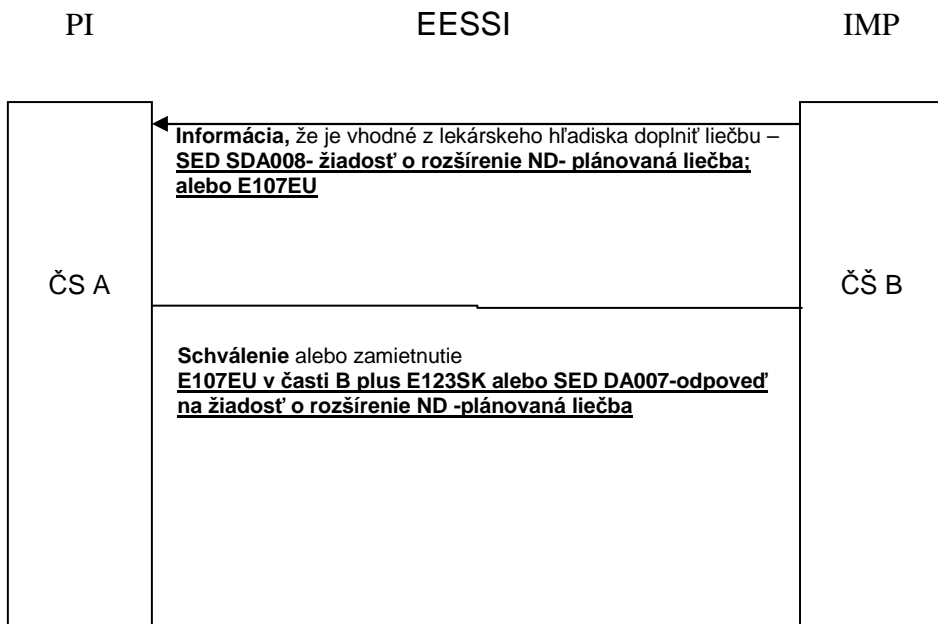 PI EESSI IMP
Informácia, že je vhodné z lekárskeho hľadiska doplniť liečbu –
SED SDA008- žiadosť o rozšírenie ND- plánovaná liečba;
alebo E107EU
ČS A ČŠ B
Schválenie alebo zamietnutie
E107EU v časti B plus E123SK alebo SED DA007-odpoveď
na žiadosť o rozšírenie ND -plánovaná liečba